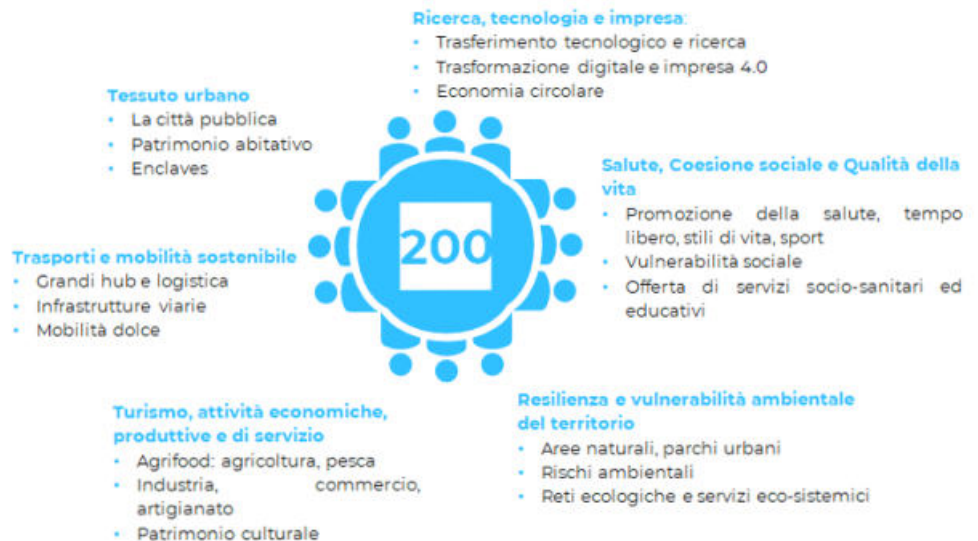 Ricerca, tecnologia e impresa:
• Trasferimento tecnologico e ricerca
• Trasformazione digitale e impresa 4.0
• Economia circolare
Tessuto urbano
• La città pubblica
• Patrimonio abitativo
• Enclaves
Salute, Coesione sociale e Qualità della
vita
• Promozione della salute, tempo
libero, stili di vita, sport
• Vulnerabilità sociale
• Offerta di servizi socio-sanitari ed
educativi
200
Trasporti e mobilità sostenibile
• Grandi hub e logistica
• Infrastrutture viarie
• Mobilità dolce
Resilienza e vulnerabilità ambientale
del territorio
• Aree naturali, parchi urbani
• Rischi ambientali
• Reti ecologiche e servizi eco-sistemici
Turismo, attività economiche,
produttive e di servizio
• Agrifood: agricoltura, pesca
• Industria, commercio,
artigianato
• Patrimonio culturale